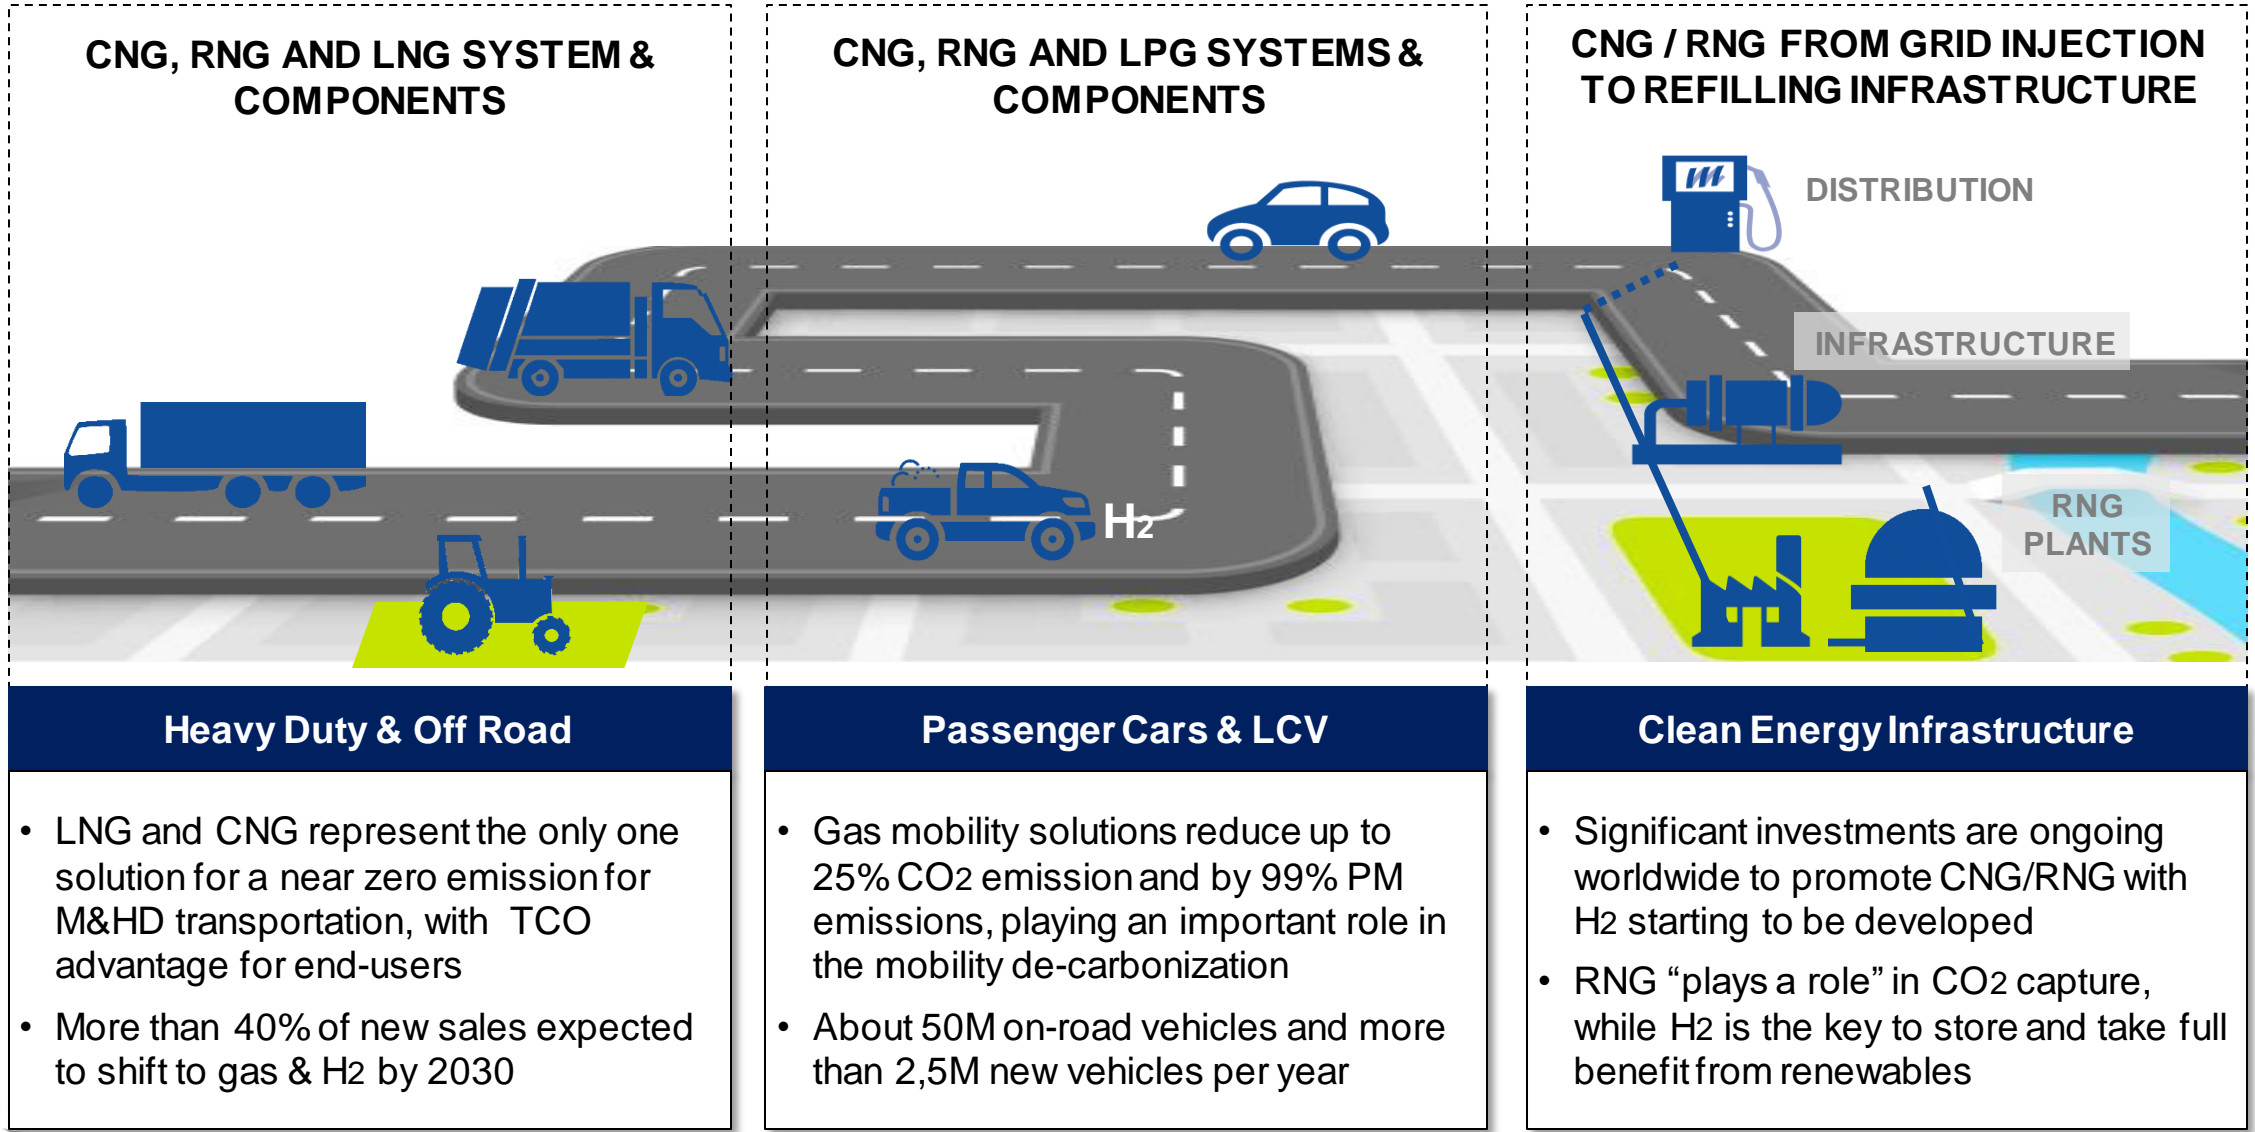 CNG, RNG AND LNG SYSTEM &
COMPONENTS
CNG, RNG AND LPG SYSTEMS &
COMPONENTS
CNG / RNG FROM GRID INJECTION
TO REFILLING INFRASTRUCTURE
DISTRIBUTION
INFRASTRUCTURE
H2
RNG
PLANTS
Heavy Duty & Off Road
• LNG and CNG represent the only one
solution for a near zero emission for
M&HD transportation, with TCO
advantage for end-users
• More than 40% of new sales expected
to shift to gas & H2 by 2030
Passenger Cars & LCV
• Gas mobility solutions reduce up to
25% CO2 emission and by 99% PM
emissions, playing an important role in
the mobility de-carbonization
• About 50M on-road vehicles and more
than 2,5M new vehicles per year
Clean Energy Infrastructure
• Significant investments are ongoing
worldwide to promote CNG/RNG with
H2 starting to be developed
• RNG “plays a role” in CO2 capture,
while H2 is the key to store and take full
benefit from renewables